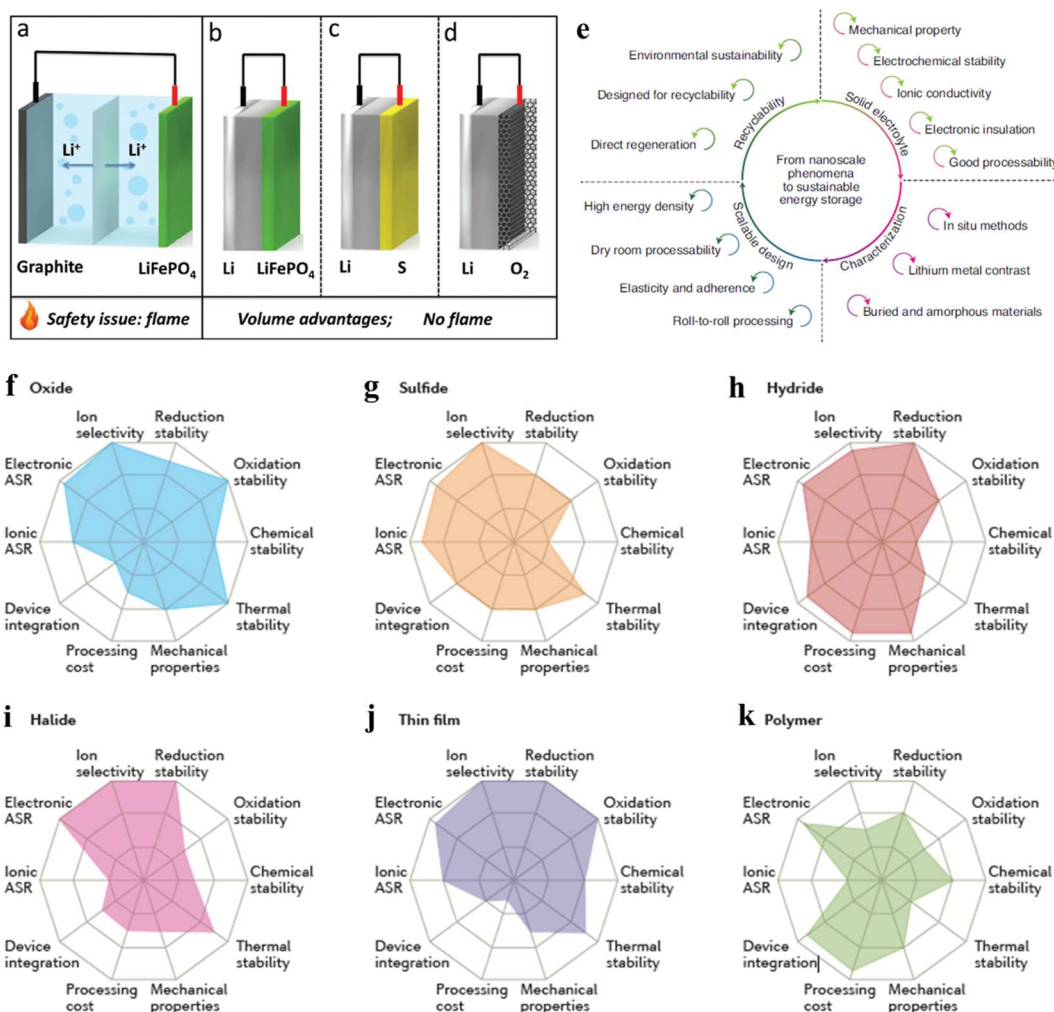 a
b
c
d
Li⁺
Li⁺
Graphite
LiFePO₄
Li
LiFePO₄
Li
S
Li
O₂
Safety issue: flame
Volume advantages;
No flame
e
Environmental sustainability
Designed for recyclability
Direct regeneration
High energy density
Dry room processability
Elasticity and adherence
Roll-to-roll processing
Mechanical property
Electrochemical stability
Ionic conductivity
Electronic insulation
Good processability
In situ methods
Lithium metal contrast
Buried and amorphous materials
Recyclability
Solid electrolyte
Scalable design
Characterization
From nanoscale
phenomena
to sustainable
energy storage
f
Oxide
Ion
selectivity
Reduction
stability
Electronic
ASR
Oxidation
stability
Ionic
ASR
Chemical
stability
Device
integration
Thermal
stability
Processing
cost
Mechanical
properties
g
Sulfide
Ion
selectivity
Reduction
stability
Electronic
ASR
Oxidation
stability
Ionic
ASR
Chemical
stability
Device
integration
Thermal
stability
Processing
cost
Mechanical
properties
h
Hydride
Ion
selectivity
Reduction
stability
Electronic
ASR
Oxidation
stability
Ionic
ASR
Chemical
stability
Device
integration
Thermal
stability
Processing
cost
Mechanical
properties
i
Halide
Ion
selectivity
Reduction
stability
Electronic
ASR
Oxidation
stability
Ionic
ASR
Chemical
stability
Device
integration
Thermal
stability
Processing
cost
Mechanical
properties
j
Thin film
Ion
selectivity
Reduction
stability
Electronic
ASR
Oxidation
stability
Ionic
ASR
Chemical
stability
Device
integration
Thermal
stability
Processing
cost
Mechanical
properties
k
Polymer
Ion
selectivity
Reduction
stability
Electronic
ASR
Oxidation
stability
Ionic
ASR
Chemical
stability
Device
integration
Thermal
stability
Processing
cost
Mechanical
properties